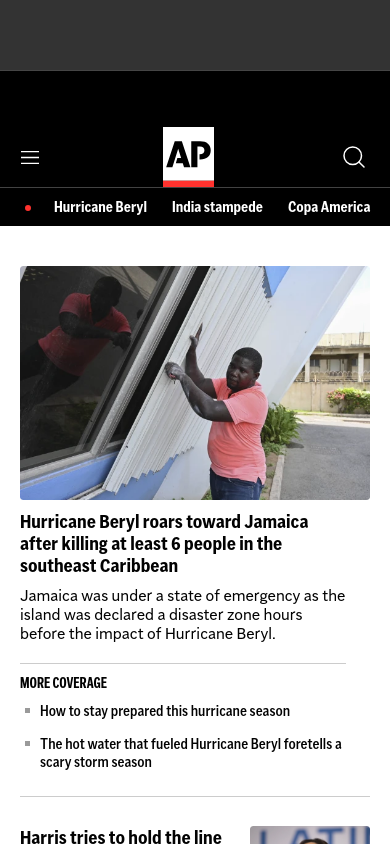 AP
Hurricane Beryl
India stampede
Copa America
Hurricane Beryl roars toward Jamaica
after killing at least 6 people in the
southeast Caribbean
Jamaica was under a state of emergency as the
island was declared a disaster zone hours
before the impact of Hurricane Beryl.
MORE COVERAGE
How to stay prepared this hurricane season
The hot water that fueled Hurricane Beryl foretells a
scary storm season
Harris tries to hold the line